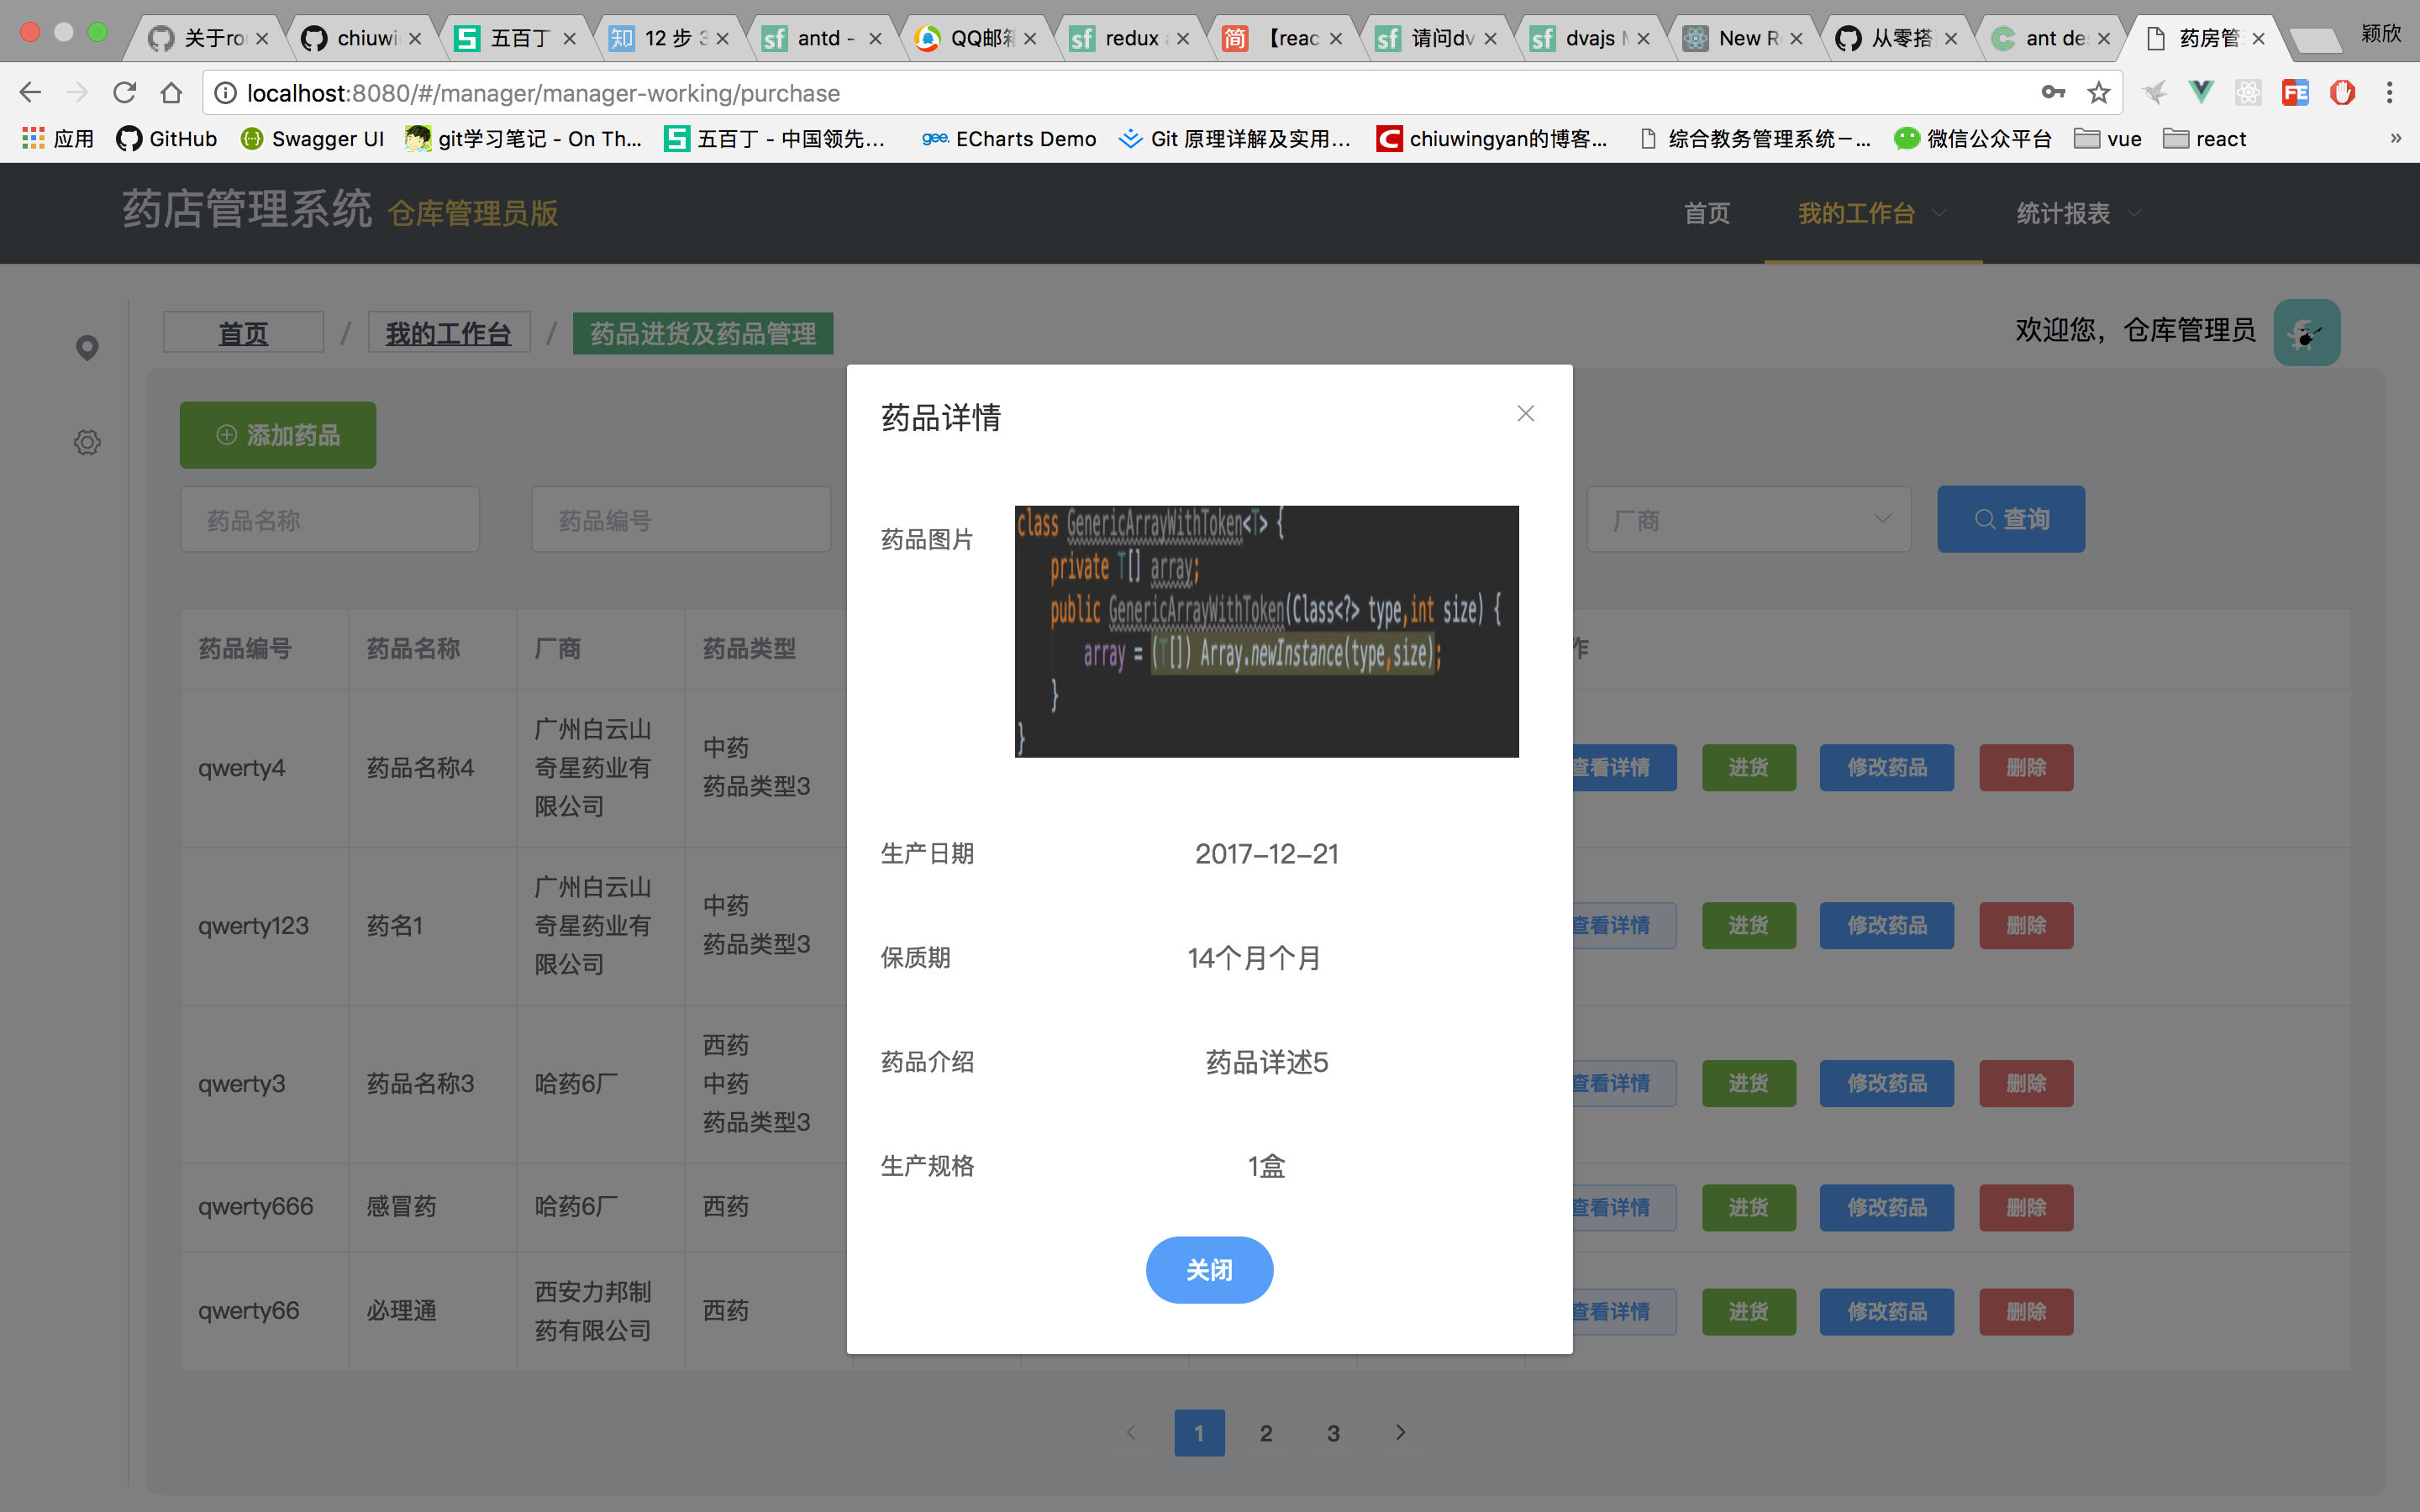 关于ro
chiuwi
五百丁
12 步 3
antd -
QQ邮箱
redux a
【reac
请问dv
dvajs
New R
从零搭
ant de
药房管
颖欣
localhost:8080/#/manager/manager-working/purchase
应用 GitHub Swagger UI git学习笔记 - On Th... 五百丁 - 中国领先... ECharts Demo Git 原理详解及实用... chiuwingyan的博客... 综合教务管理系统－... 微信公众平台 vue react »
药店管理系统 仓库管理员版 首页 我的工作台 统计报表
首页 / 我的工作台 / 药品进货及药品管理 欢迎您，仓库管理员
添加药品
药品名称 药品编号 厂商 查询
药品编号 药品名称 厂商 药品类型 作
qwerty4 药品名称4 广州白云山
奇星药业有
限公司
中药
药品类型3
查看详情 进货 修改药品 删除
qwerty123 药名1 广州白云山
奇星药业有
限公司
中药
药品类型3
查看详情 进货 修改药品 删除
qwerty3 药品名称3 哈药6厂 西药
中药
药品类型3
查看详情 进货 修改药品 删除
qwerty666 感冒药 哈药6厂 西药 查看详情 进货 修改药品 删除
qwerty66 必理通 西安力邦制
药有限公司
西药
查看详情 进货 修改药品 删除
1 2 3
药品详情
药品图片
class GenericArrayWithToken<T> {
private T[] array;
public GenericArrayWithToken(Class<?> type,int size) {
array = (T[]) Array.newInstance(type,size);
}
}
生产日期 2017-12-21
保质期 14个月个月
药品介绍 药品详述5
生产规格 1盒
关闭